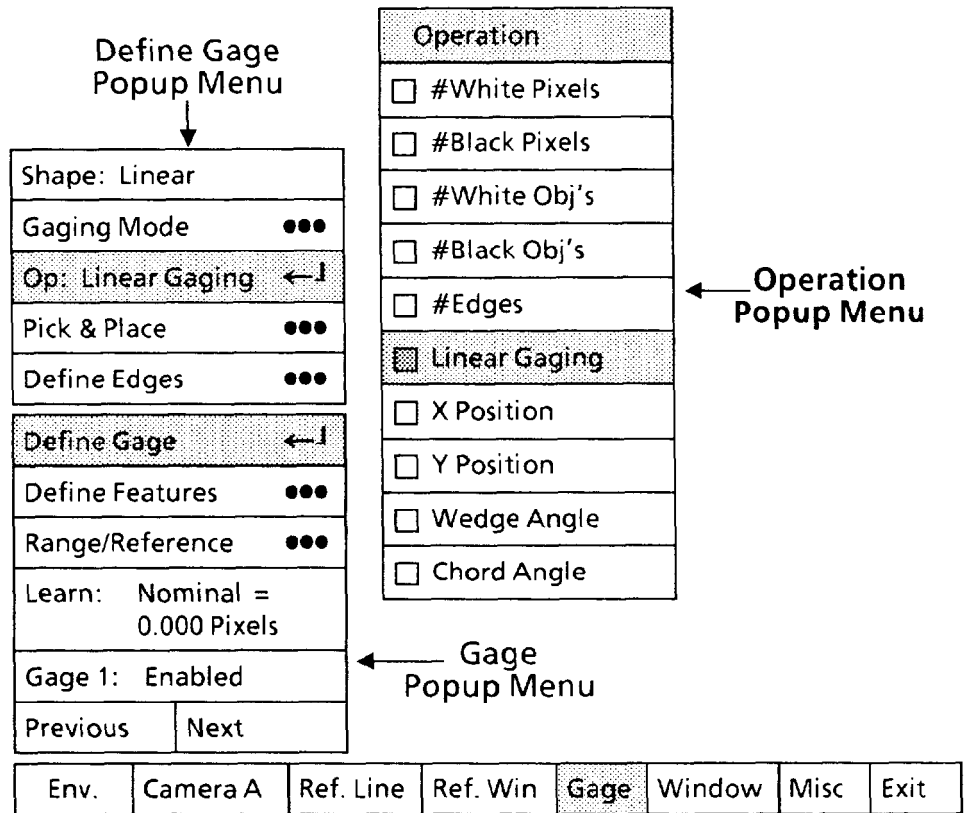 Define Gage
Popup Menu
Shape: Linear
Gaging Mode
Op: Linear Gaging
Pick & Place
Define Edges
Define Gage
Define Features
Range/Reference
Learn: Nominal =
0.000 Pixels
Gage 1: Enabled
Previous Next
Operation
#White Pixels
#Black Pixels
#White Obj's
#Black Obj's
#Edges
Linear Gaging
X Position
Y Position
Wedge Angle
Chord Angle
Operation
Popup Menu
Gage
Popup Menu
Env. Camera A Ref. Line Ref. Win Gage Window Misc Exit